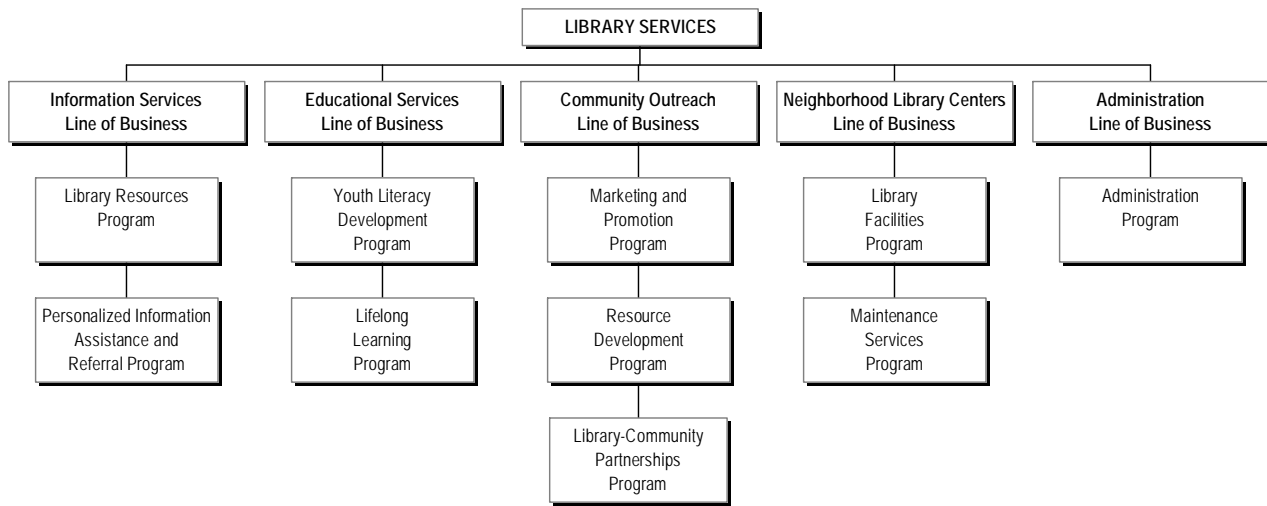 LIBRARY SERVICES
Information Services
Line of Business
Educational Services
Line of Business
Community Outreach
Line of Business
Neighborhood Library Centers
Line of Business
Administration
Line of Business
Library Resources
Program
Youth Literacy
Development
Program
Marketing and
Promotion
Program
Library
Facilities
Program
Administration
Program
Personalized Information
Assistance and
Referral Program
Lifelong
Learning
Program
Resource
Development
Program
Maintenance
Services
Program
Library-Community
Partnerships
Program